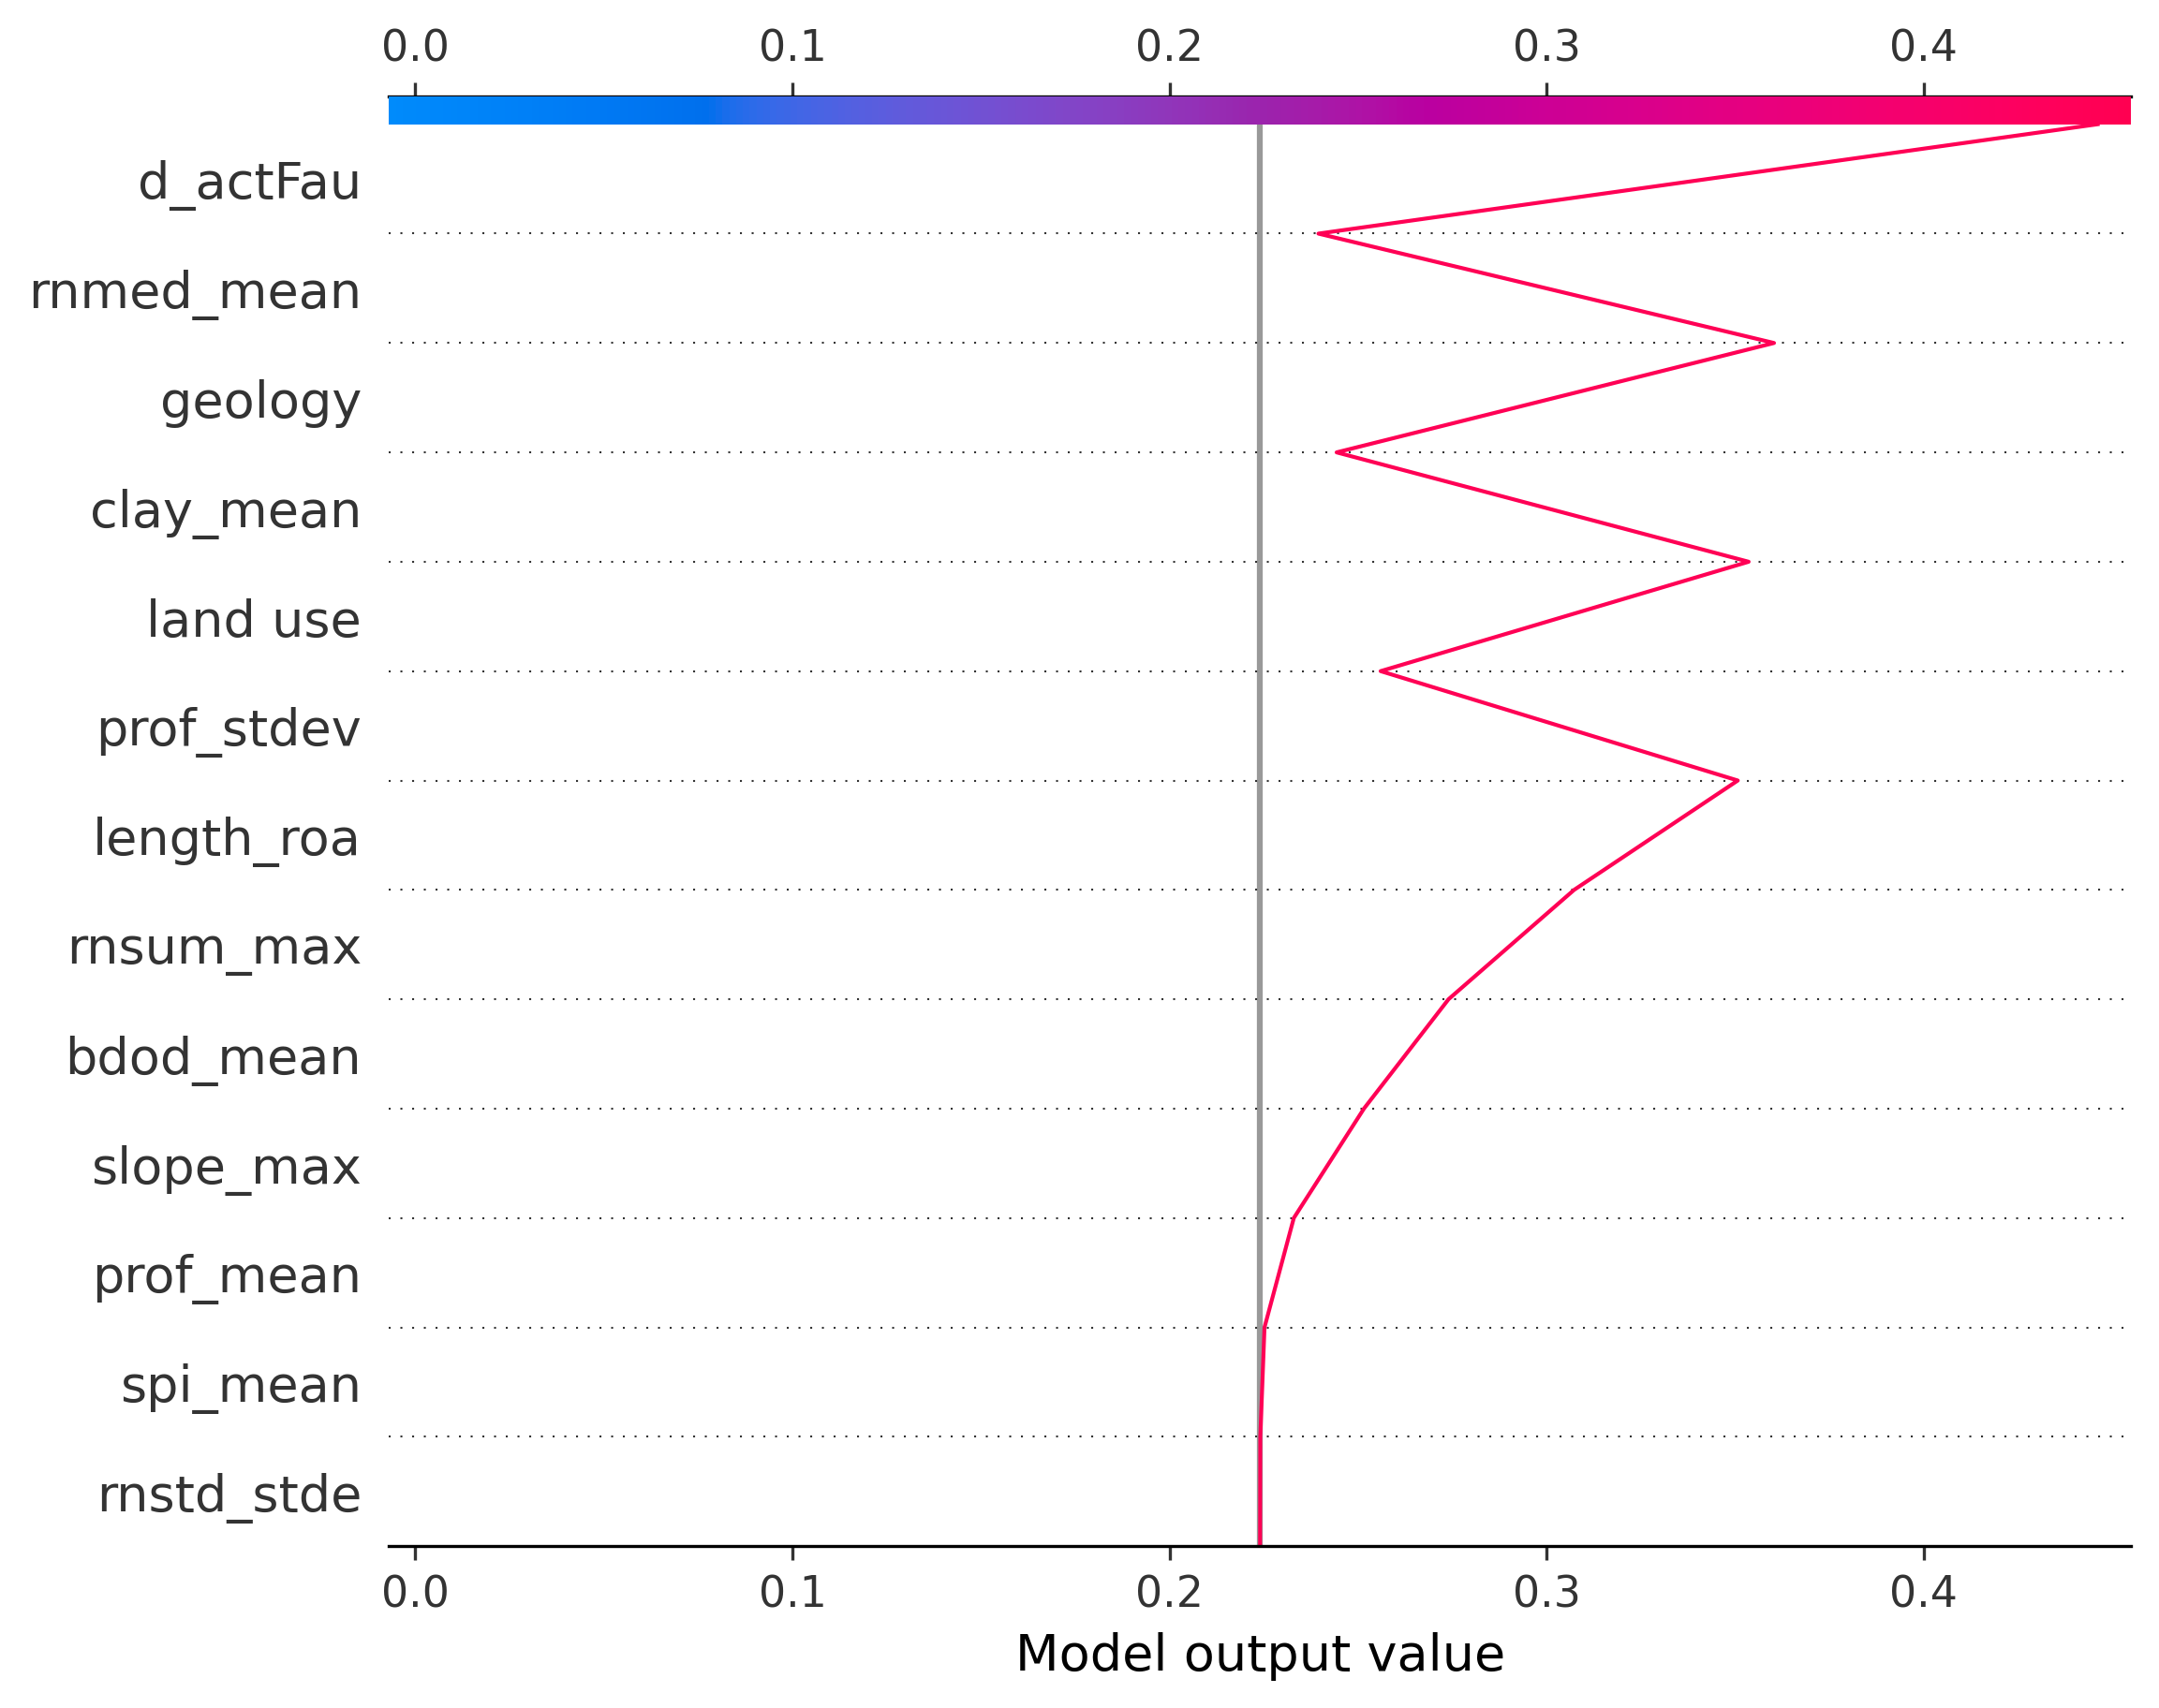 0.0 0.1 0.2 0.3 0.4
d_actFau
rnmed_mean
geology
clay_mean
land use
prof_stdev
length_roa
rnsum_max
bdod_mean
slope_max
prof_mean
spi_mean
rnstd_stde
0.0 0.1 0.2 0.3 0.4
Model output value